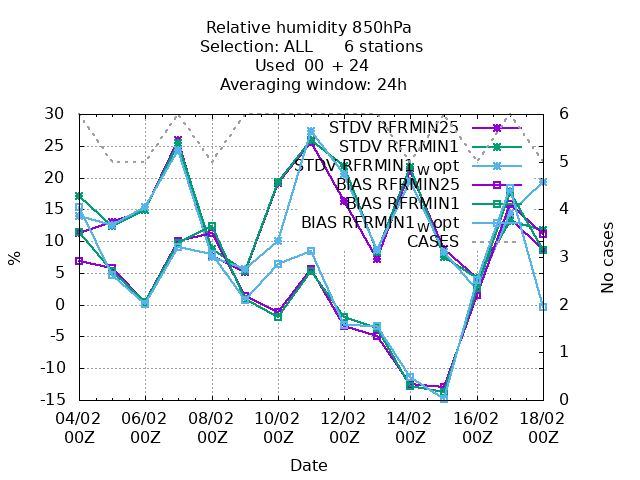 Relative humidity 850hPa
Selection: ALL      6 stations
Used  00 + 24
Averaging window: 24h
30
25
20
15
10
5
0
-5
-10
-15
%
6
5
4
3
2
1
0
No cases
STDV RFRMIN25
STDV RFRMIN1
STDV RFRMIN1_w opt
BIAS RFRMIN25
BIAS RFRMIN1
BIAS RFRMIN1_w opt
CASES
04/02 06/02 08/02 10/02 12/02 14/02 16/02 18/02
00Z 00Z 00Z 00Z 00Z 00Z 00Z 00Z
Date